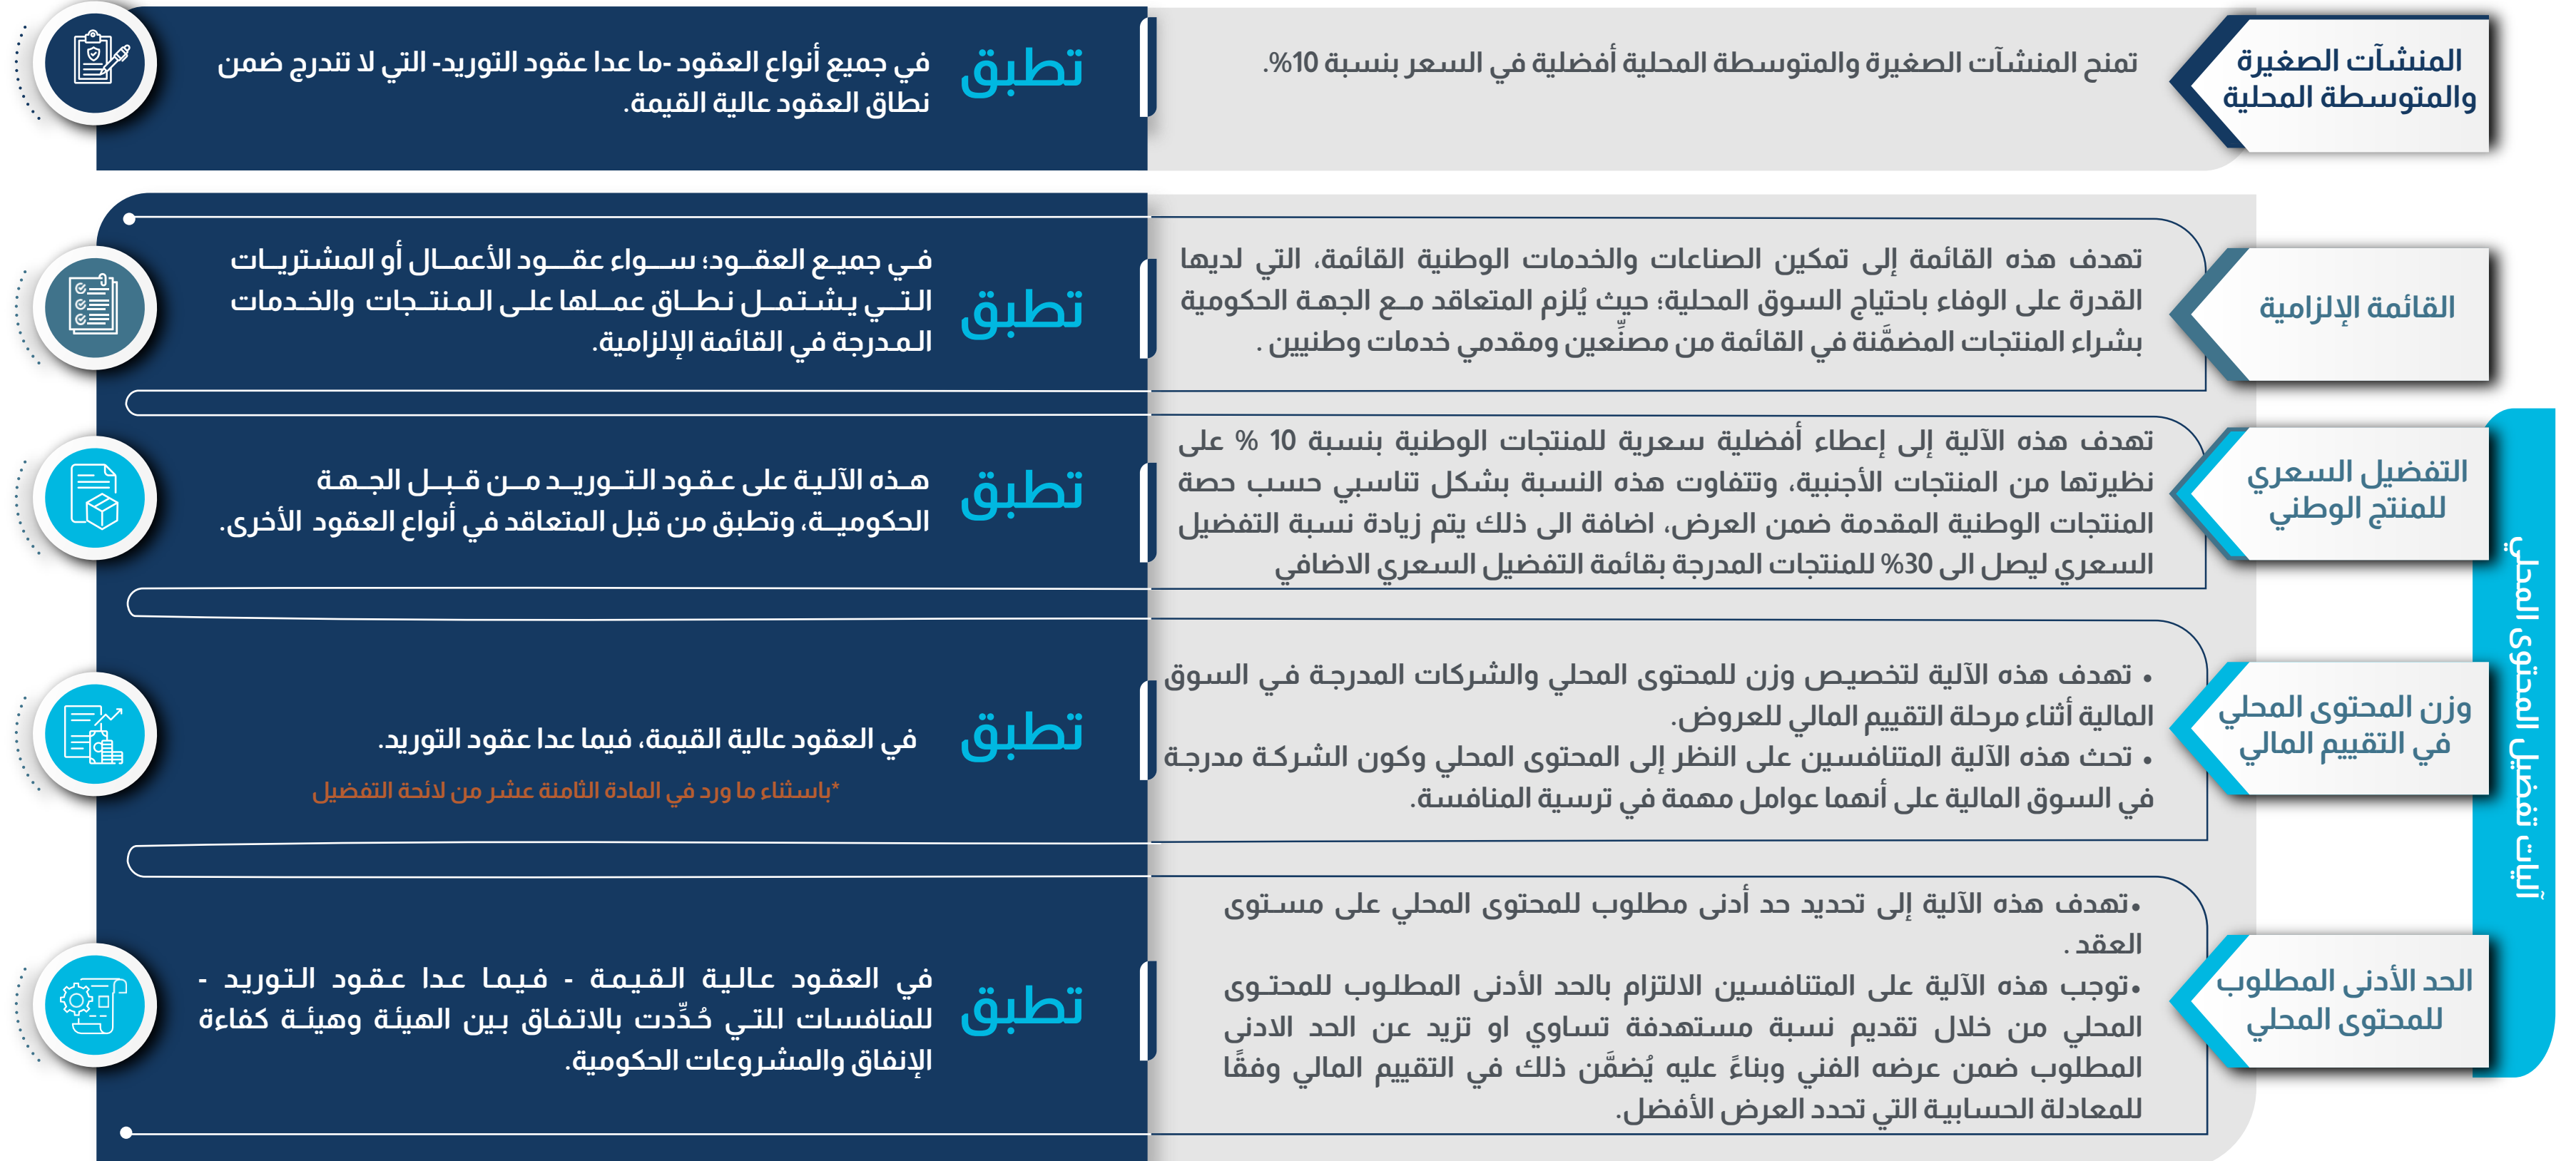 المنشآت الصغيرة
والمتوسطة المحلية
تمنح المنشآت الصغيرة والمتوسطة المحلية أفضلية في السعر بنسبة 10%.
تطبق
في جميع أنواع العقود -ما عدا عقود التوريد- التي لا تندرج ضمن
نطاق العقود عالية القيمة.
آليات تفضيل المحتوى المحلي
القائمة الإلزامية
تهدف هذه القائمة إلى تمكين الصناعات والخدمات الوطنية القائمة، التي لديها
القدرة على الوفاء باحتياج السوق المحلية؛ حيث يُلزم المتعاقد مع الجهة الحكومية
بشراء المنتجات المضمَّنة في القائمة من مصنِّعين ومقدمي خدمات وطنيين .
تطبق
في جميع العقود؛ سواء عقود الأعمال أو المشتريات
التي يشتمل نطاق عملها على المنتجات والخدمات
المدرجة في القائمة الإلزامية.
التفضيل السعري
للمنتج الوطني
تهدف هذه الآلية إلى إعطاء أفضلية سعرية للمنتجات الوطنية بنسبة 10 % على
نظيرتها من المنتجات الأجنبية، وتتفاوت هذه النسبة بشكل تناسبي حسب حصة
المنتجات الوطنية المقدمة ضمن العرض، اضافة الى ذلك يتم زيادة نسبة التفضيل
السعري ليصل الى 30% للمنتجات المدرجة بقائمة التفضيل السعري الاضافي
تطبق
هذه الآلية على عقود التوريد من قبل الجهة
الحكومية، وتطبق من قبل المتعاقد في أنواع العقود الأخرى.
وزن المحتوى المحلي
في التقييم المالي
• تهدف هذه الآلية لتخصيص وزن للمحتوى المحلي والشركات المدرجة في السوق
المالية أثناء مرحلة التقييم المالي للعروض.
• تحث هذه الآلية المتنافسين على النظر إلى المحتوى المحلي وكون الشركة مدرجة
في السوق المالية على أنهما عوامل مهمة في ترسية المنافسة.
تطبق
في العقود عالية القيمة، فيما عدا عقود التوريد.
*باستثناء ما ورد في المادة الثامنة عشر من لائحة التفضيل
الحد الأدنى المطلوب
للمحتوى المحلي
•تهدف هذه الآلية إلى تحديد حد أدنى مطلوب للمحتوى المحلي على مستوى
العقد .
•توجب هذه الآلية على المتنافسين الالتزام بالحد الأدنى المطلوب للمحتوى
المحلي من خلال تقديم نسبة مستهدفة تساوي او تزيد عن الحد الادنى
المطلوب ضمن عرضه الفني وبناءً عليه يُضمَّن ذلك في التقييم المالي وفقًا
للمعادلة الحسابية التي تحدد العرض الأفضل.
تطبق
في العقود عالية القيمة - فيما عدا عقود التوريد -
للمنافسات للتي حُدِّدت بالاتفاق بين الهيئة وهيئة كفاءة
الإنفاق والمشروعات الحكومية.